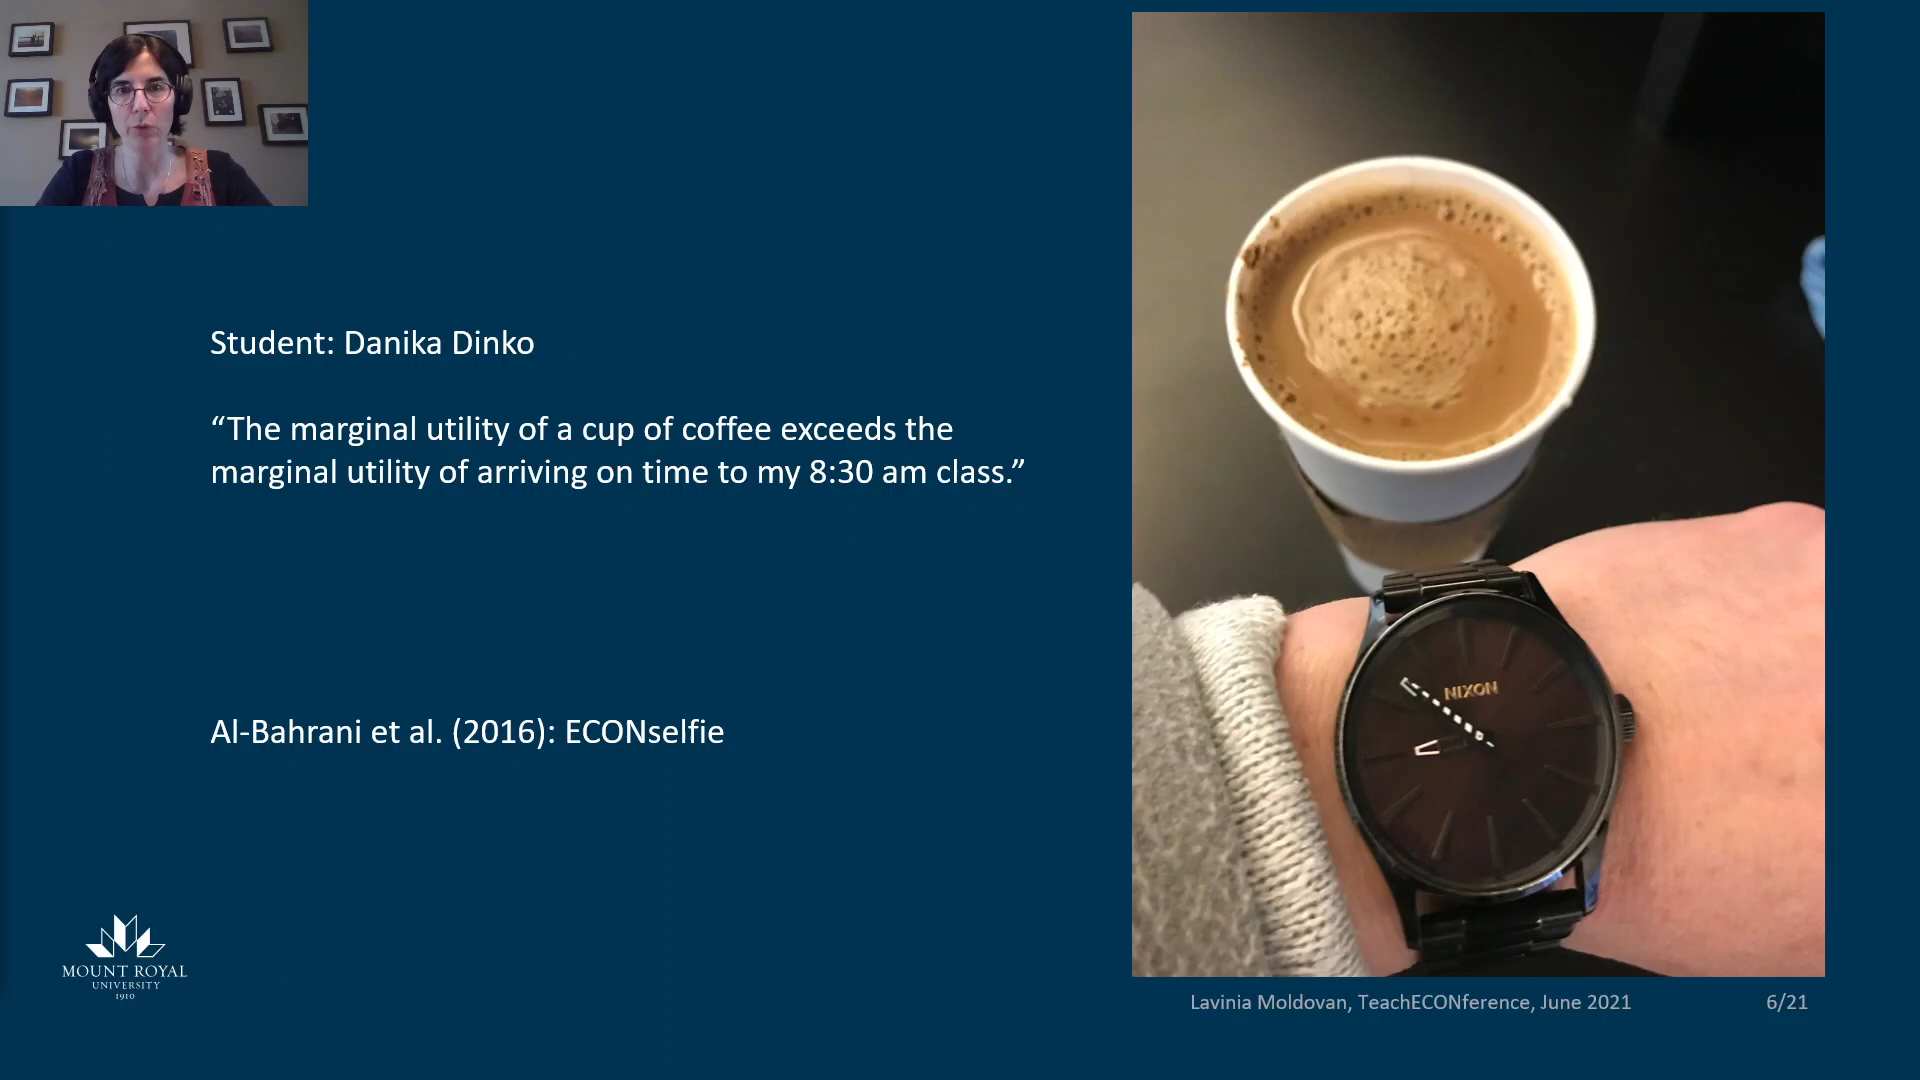 Student: Danika Dinko
“The marginal utility of a cup of coffee exceeds the
marginal utility of arriving on time to my 8:30 am class.”
Al-Bahrani et al. (2016): ECONselfie
NIXON
MOUNT ROYAL
UNIVERSITY
1910
Lavinia Moldovan, TeachECONference, June 2021
6/21